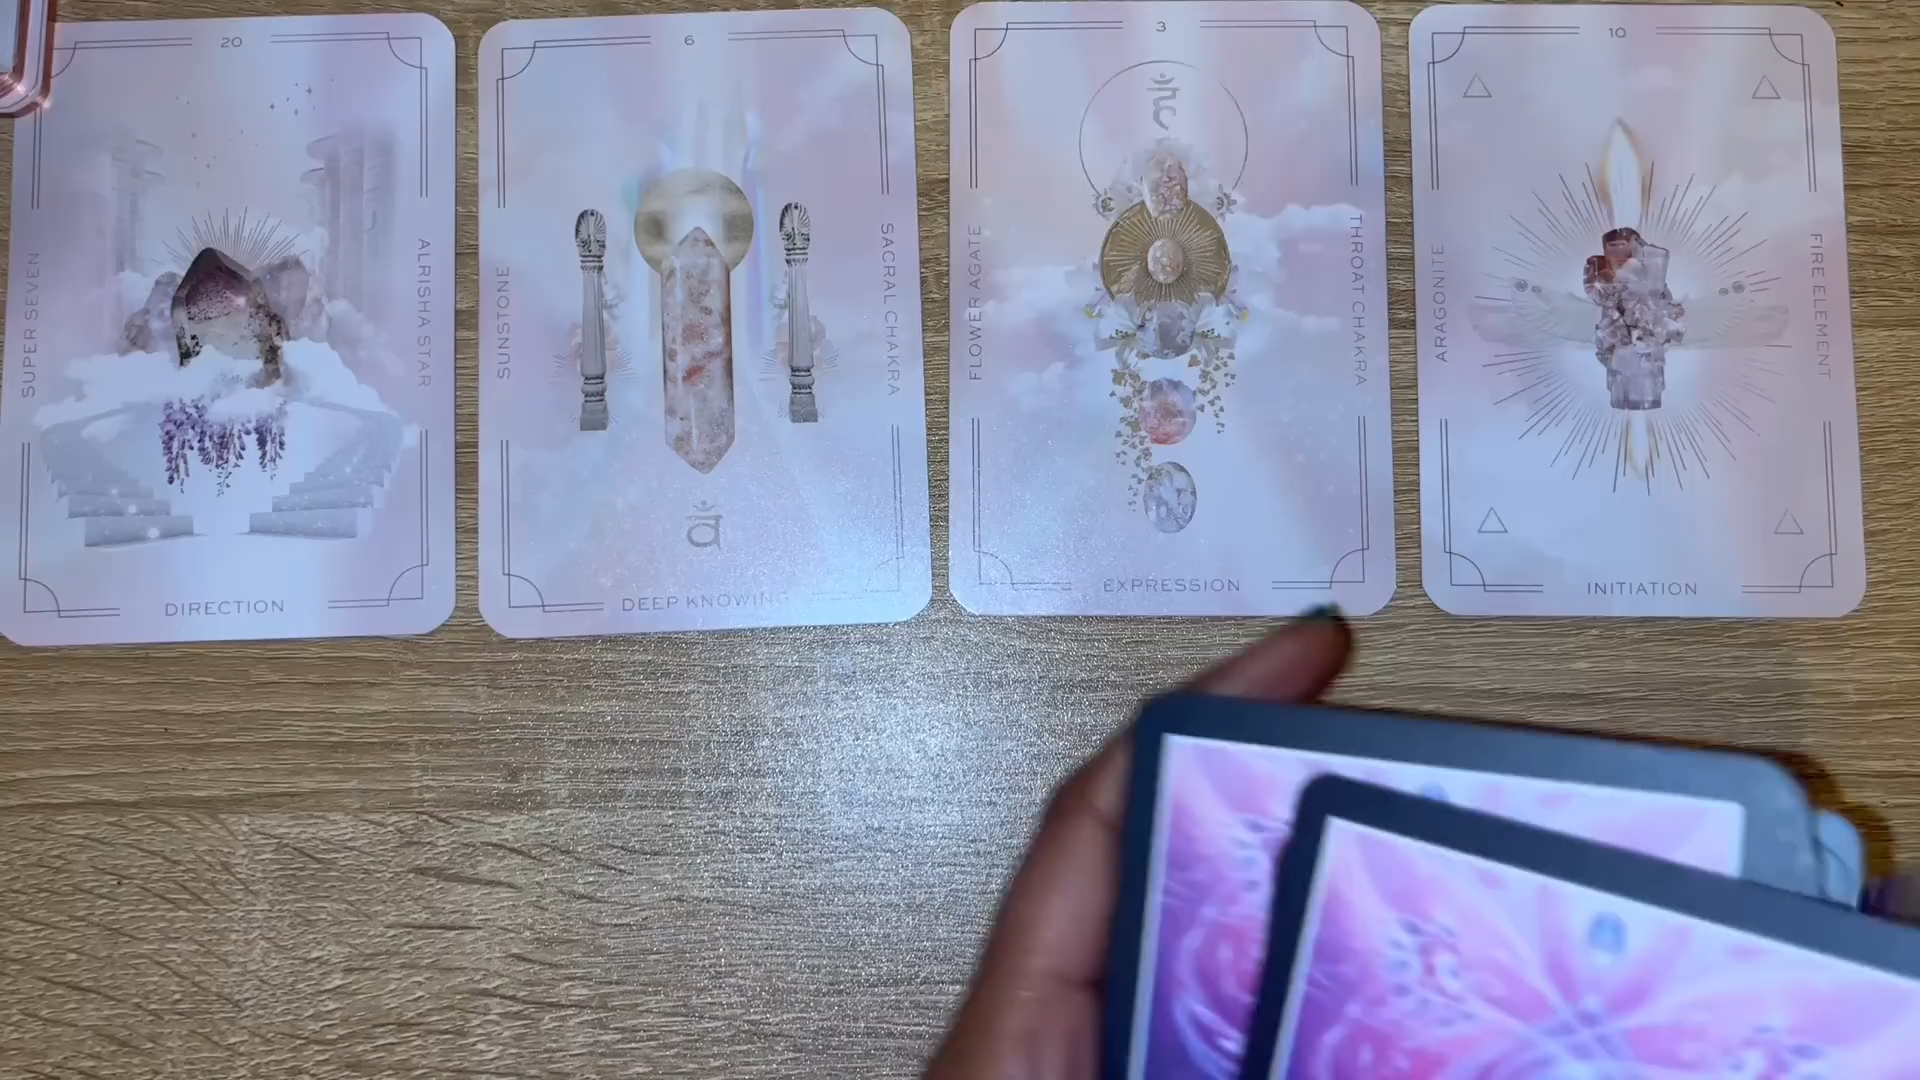 20
SUPER SEVEN
ALRISHA STAR
DIRECTION
6
SUNSTONE
SACRAL CHAKRA
वँ
DEEP KNOWING
3
FLOWER AGATE
THROAT CHAKRA
EXPRESSION
10
ARAGONITE
FIRE ELEMENT
INITIATION